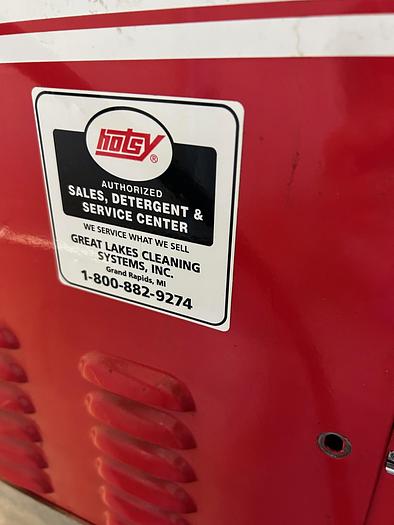 hotsy®
AUTHORIZED
SALES, DETERGENT &
SERVICE CENTER
WE SERVICE WHAT WE SELL
GREAT LAKES CLEANING
SYSTEMS, INC.
Grand Rapids, MI
1-800-882-9274